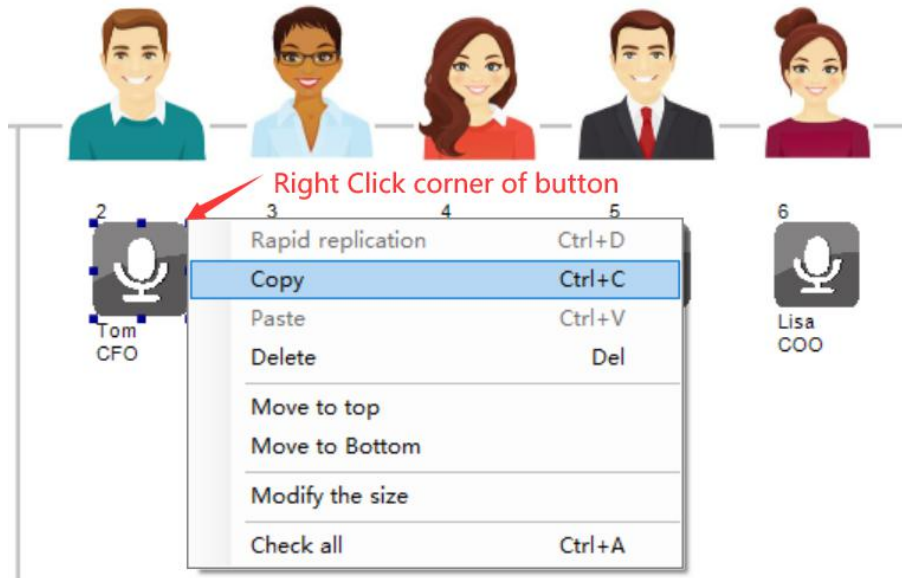 Right Click corner of button
2 3 4 5 6
Rapid replication Ctrl+D
Copy Ctrl+C
Paste Ctrl+V
Delete Del
Move to top
Move to Bottom
Modify the size
Check all Ctrl+A
Tom
CFO
Lisa
COO